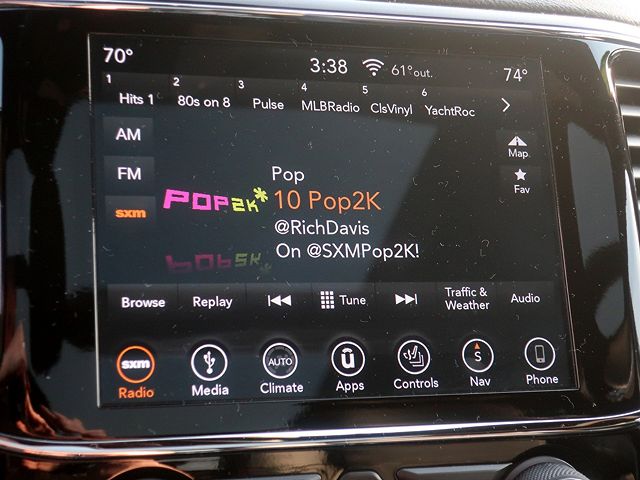 70°
3:38
61°out.
74°
1
2
3
4
5
6
Hits 1
80s on 8
Pulse
MLBRadio
ClsVinyl
YachtRoc
AM
FM
sxm
Map
Fav
POP2K*
Pop
10 Pop2K
@RichDavis
On @SXMPop2K!
Browse
Replay
Tune
Traffic &
Weather
Audio
sxm
AUTO
S
Radio
Media
Climate
Apps
Controls
Nav
Phone